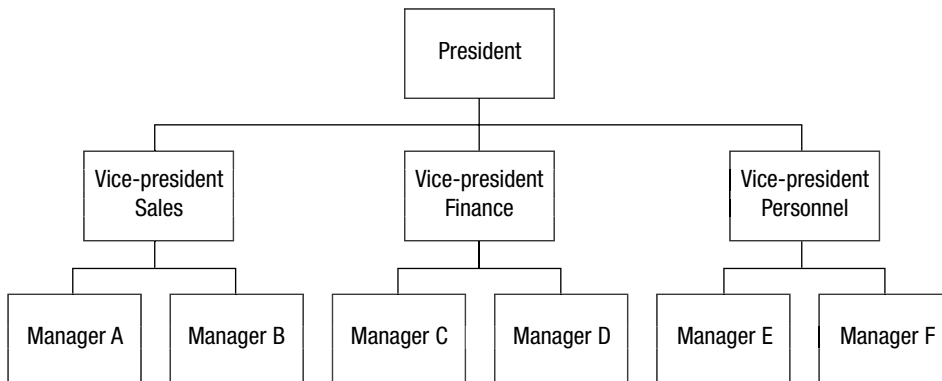 President
Vice-president
Sales
Vice-president
Finance
Vice-president
Personnel
Manager A
Manager B
Manager C
Manager D
Manager E
Manager F